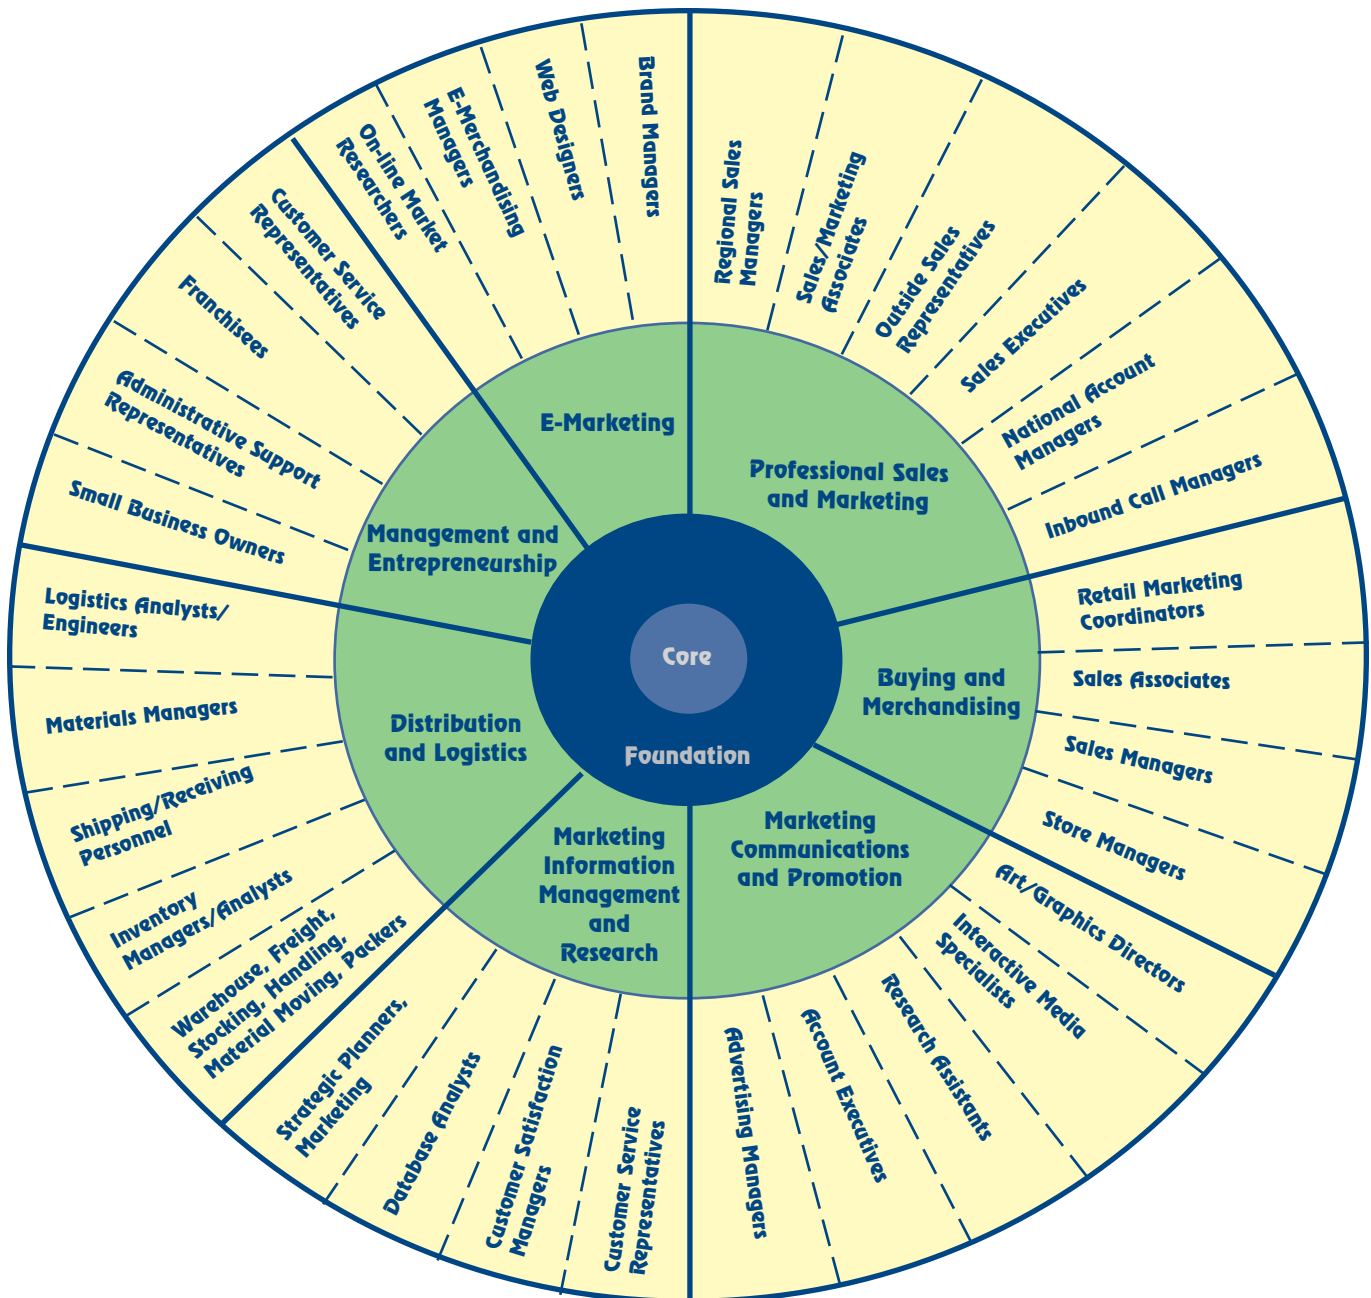 Core
Foundation
E-Marketing
Professional Sales
and Marketing
Buying and
Merchandising
Marketing
Communications
and Promotion
Marketing
Information
Management
and
Research
Distribution
and Logistics
Management and
Entrepreneurship
Regional Sales
Managers
Sales/Marketing
Associates
Outside Sales
Representatives
Sales Executives
National Account
Managers
Inbound Call Managers
Retail Marketing
Coordinators
Sales Associates
Sales Managers
Store Managers
Art/Graphics Directors
Interactive Media
Specialists
Research Assistants
Account Executives
Advertising Managers
Customer Service
Representatives
Customer Satisfaction
Managers
Database Analysts
Strategic Planners,
Marketing
Warehouse, Freight,
Stocking, Handling,
Material Moving, Packers
Inventory
Managers/Analysts
Shipping/Receiving
Personnel
Materials Managers
Logistics Analysts/
Engineers
Small Business Owners
Administrative Support
Representatives
Franchisees
Customer Service
Representatives
On-line Market
Researchers
E-Merchandising
Managers
Web Designers
Brand Managers